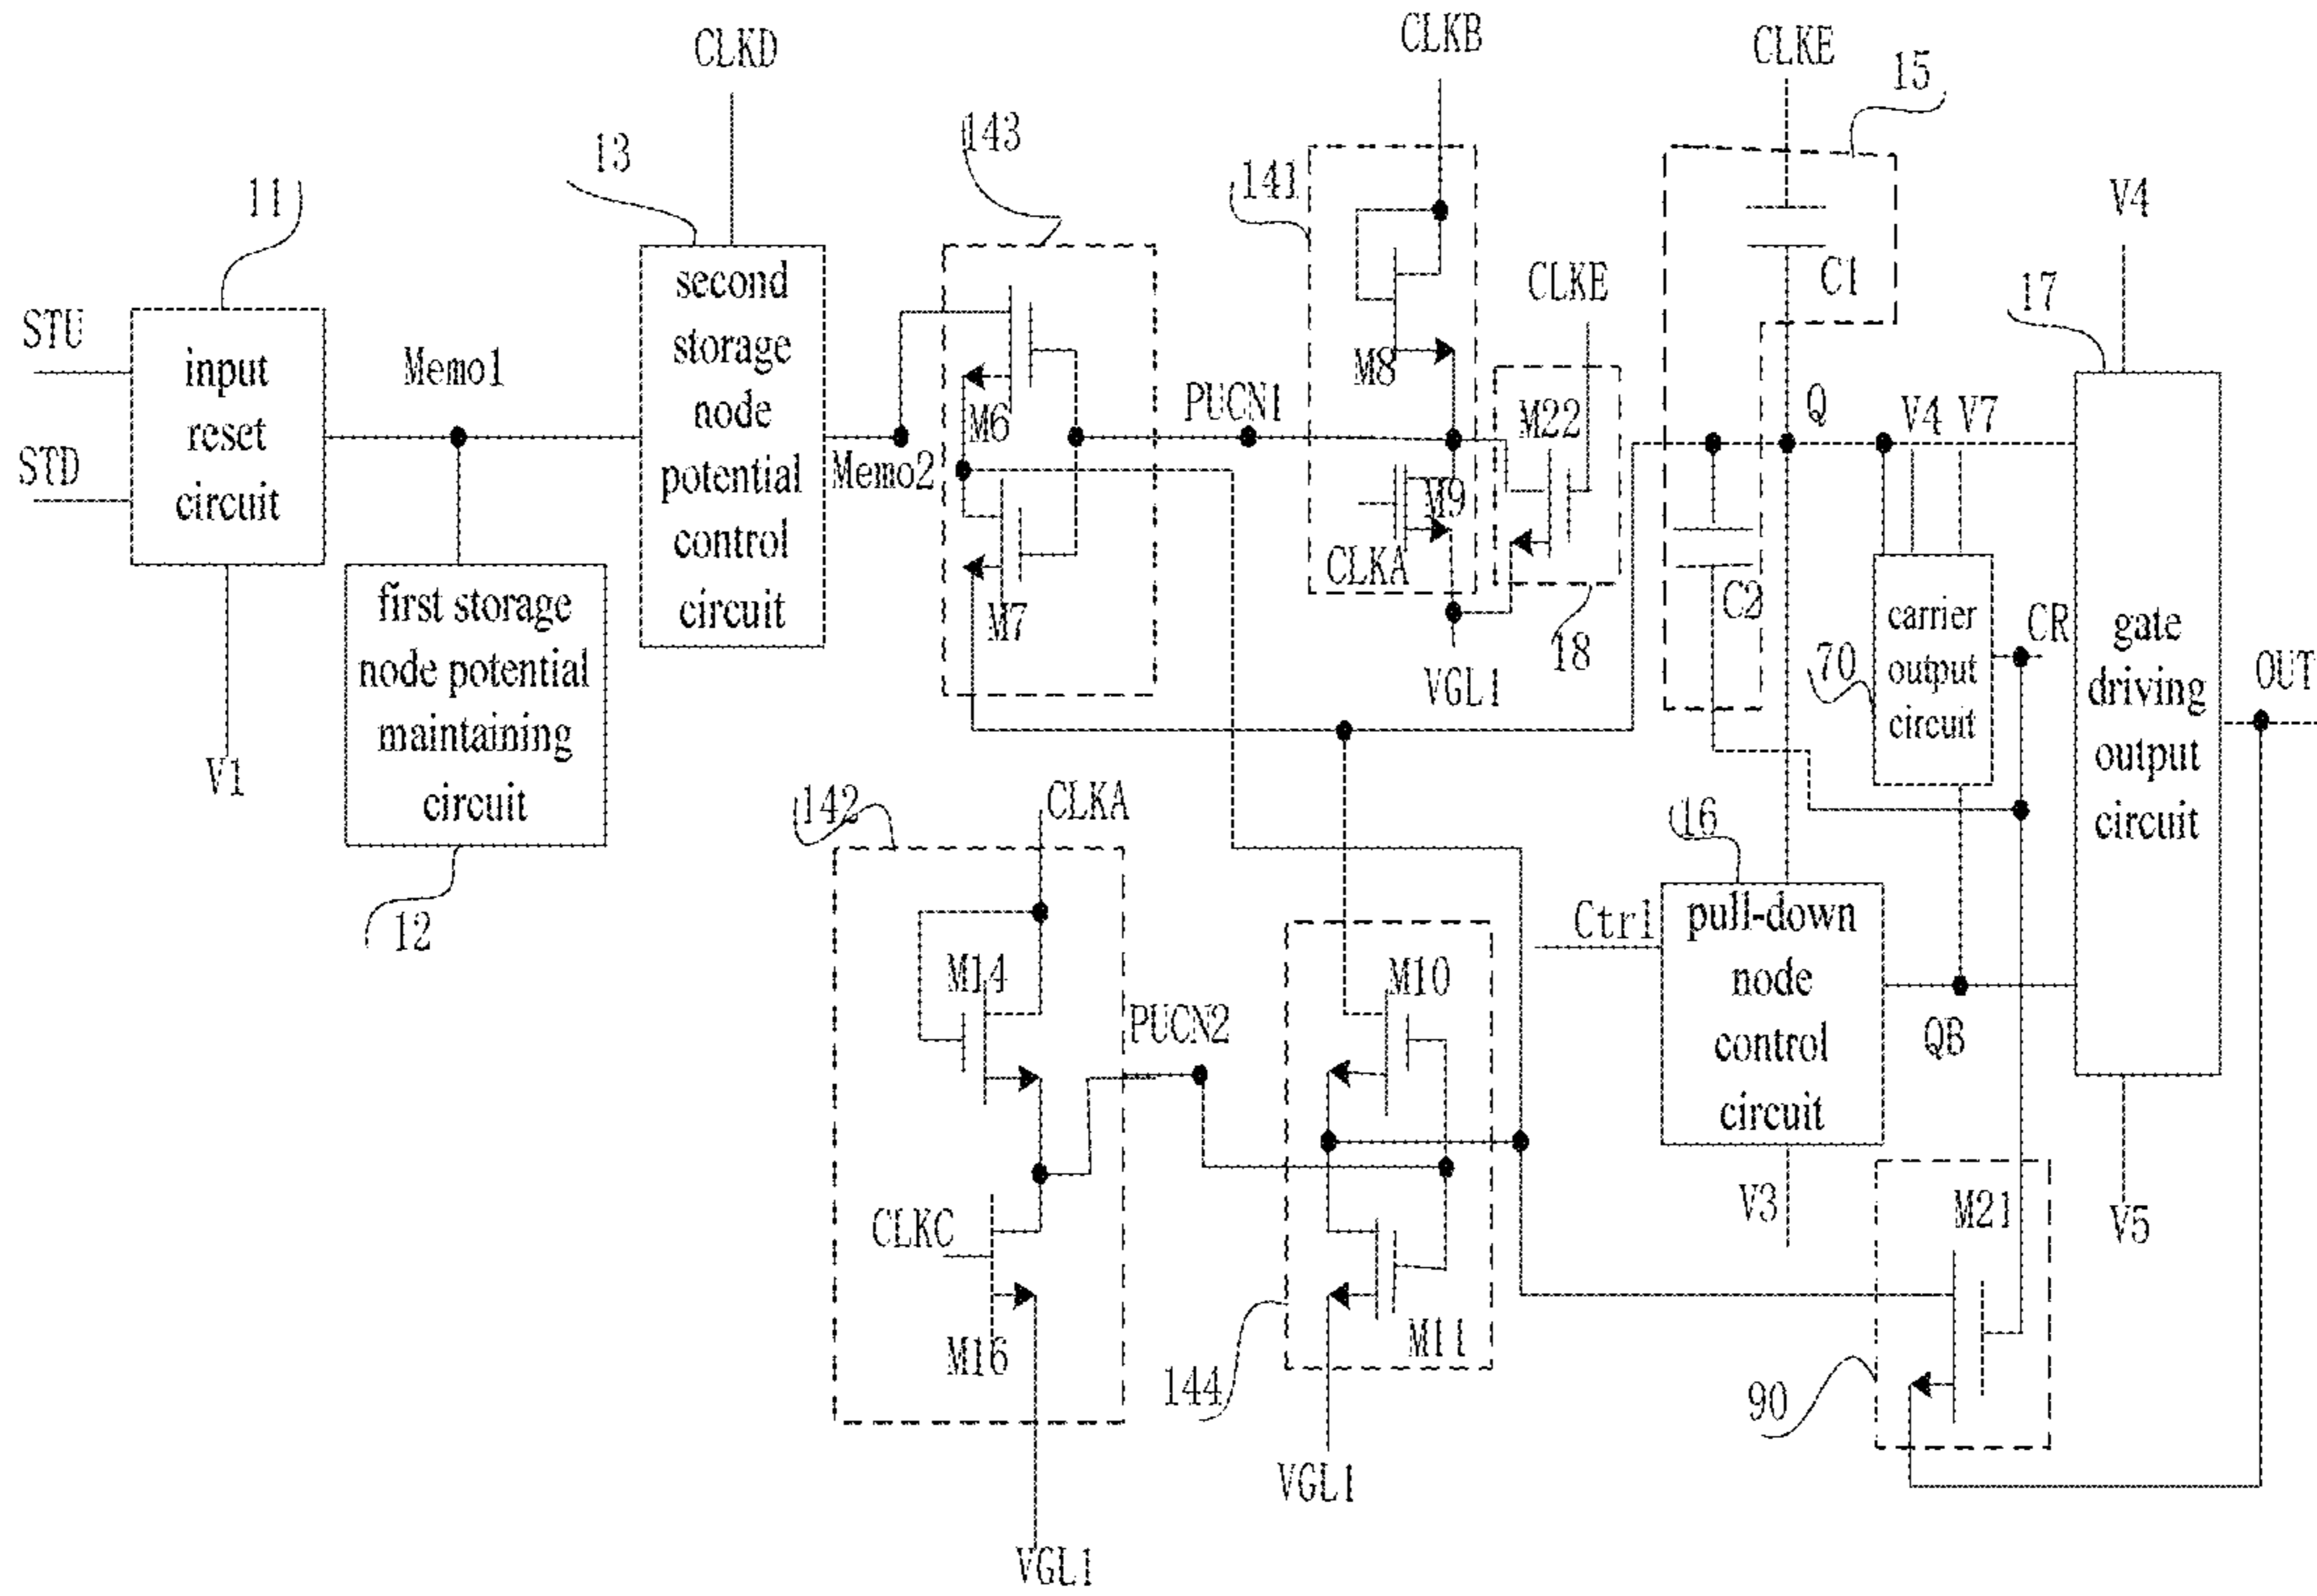 CLKB
CLKE
CLKD
15
143
13
141
11
V4
C1
CLKE
17
second
storage
node
potential
control
circuit
STU
input
reset
circuit
Memo1
M8
M6
PUCN1
M22
Q
V4
V7
STD
Memo2
M9
CLKA
C2
M7
first storage
node potential
maintaining
circuit
carrier
output
circuit
CR
gate
driving
output
circuit
18
70
OUT
VGL1
V1
142
CLKA
16
12
Ctrl
pull-down
node
control
circuit
M14
M10
PUCN2
QB
CLKC
V3
M21
V5
M16
M11
144
90
VGL1
VGL1